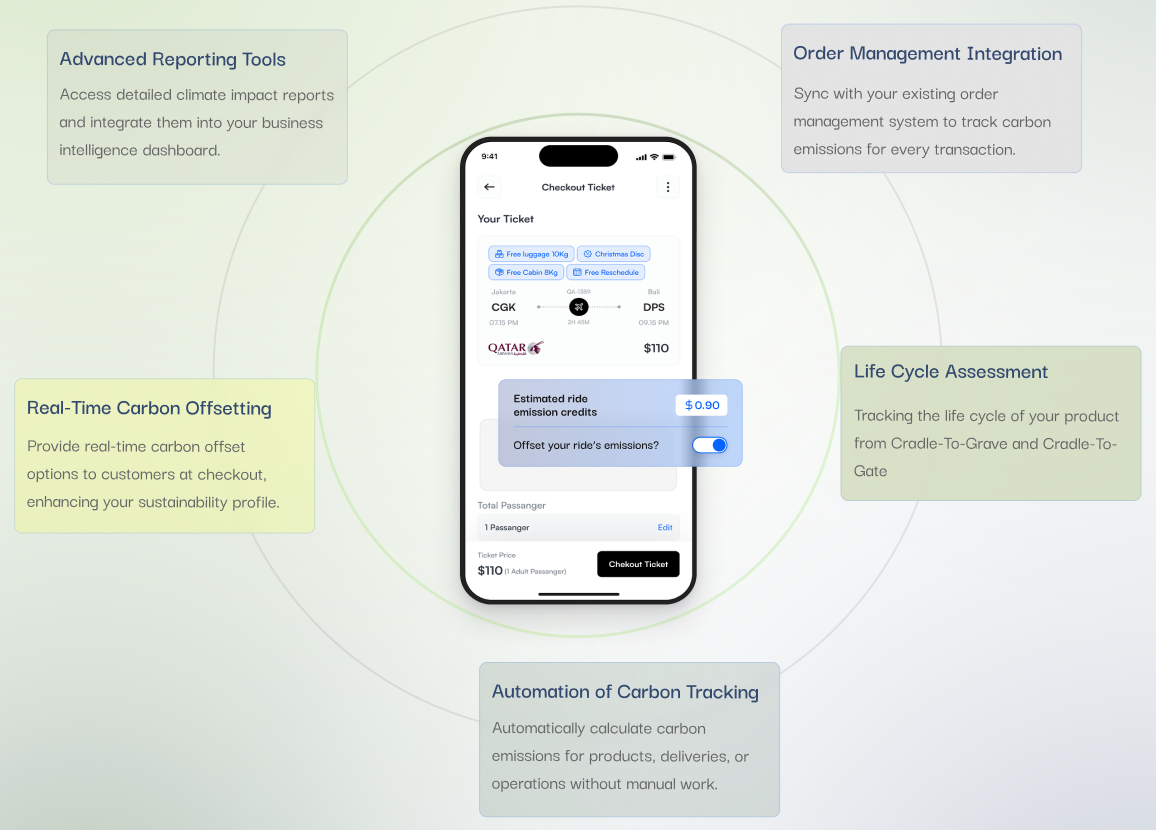 Advanced Reporting Tools
Access detailed climate impact reports
and integrate them into your business
intelligence dashboard.
Order Management Integration
Sync with your existing order
management system to track carbon
emissions for every transaction.
9:41
Checkout Ticket
Your Ticket
Free luggage 10Kg
Christmas Disc
Free Cabin 8Kg
Free Reschedule
Jakarta
QA-1389
Bali
CGK
DPS
07.15 PM
2H 45M
09.15 PM
QATAR
$110
Real-Time Carbon Offsetting
Provide real-time carbon offset
options to customers at checkout,
enhancing your sustainability profile.
Estimated ride
emission credits
$0.90
Offset your ride's emissions?
Life Cycle Assessment
Tracking the life cycle of your product
from Cradle-To-Grave and Cradle-To-
Gate
Total Passanger
1 Passanger
Edit
Ticket Price
$110 (1 Adult Passanger)
Chekout Ticket
Automation of Carbon Tracking
Automatically calculate carbon
emissions for products, deliveries, or
operations without manual work.